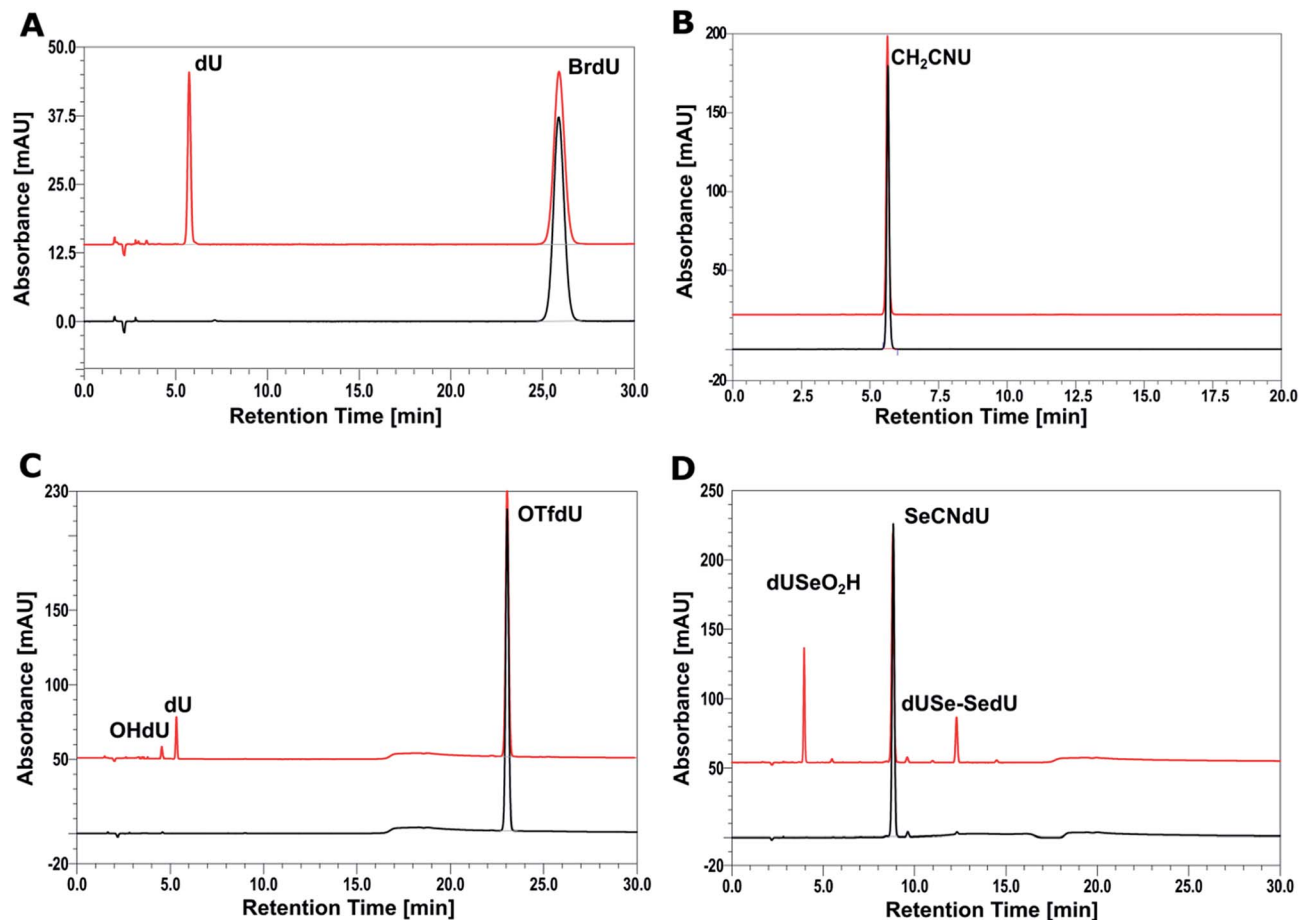 A
50.0
37.5
25.0
12.5
0.0
Absorbance [mAU]
dU
BrdU
0.0 5.0 10.0 15.0 20.0 25,0 30.0
Retention Time [min]
B
200
150
100
50
-20
Absorbance [mAU]
CH₂CNU
0.0 2.5 5.0 7.5 10.0 12.5 15.0 17.5 20.0
Retention Time [min]
C
230
150
50
-20
Absorbance [mAU]
OTfdU
dU
OHdU
0.0 5.0 10.0 15.0 20.0 25.0 30.0
Retention Time [min]
D
250
200
150
100
50
-20
Absorbance [mAU]
SeCNdU
dUSeO₂H
dUSe-SedU
0.0 5.0 10.0 15.0 20.0 25.0 30.0
Retention Time [min]